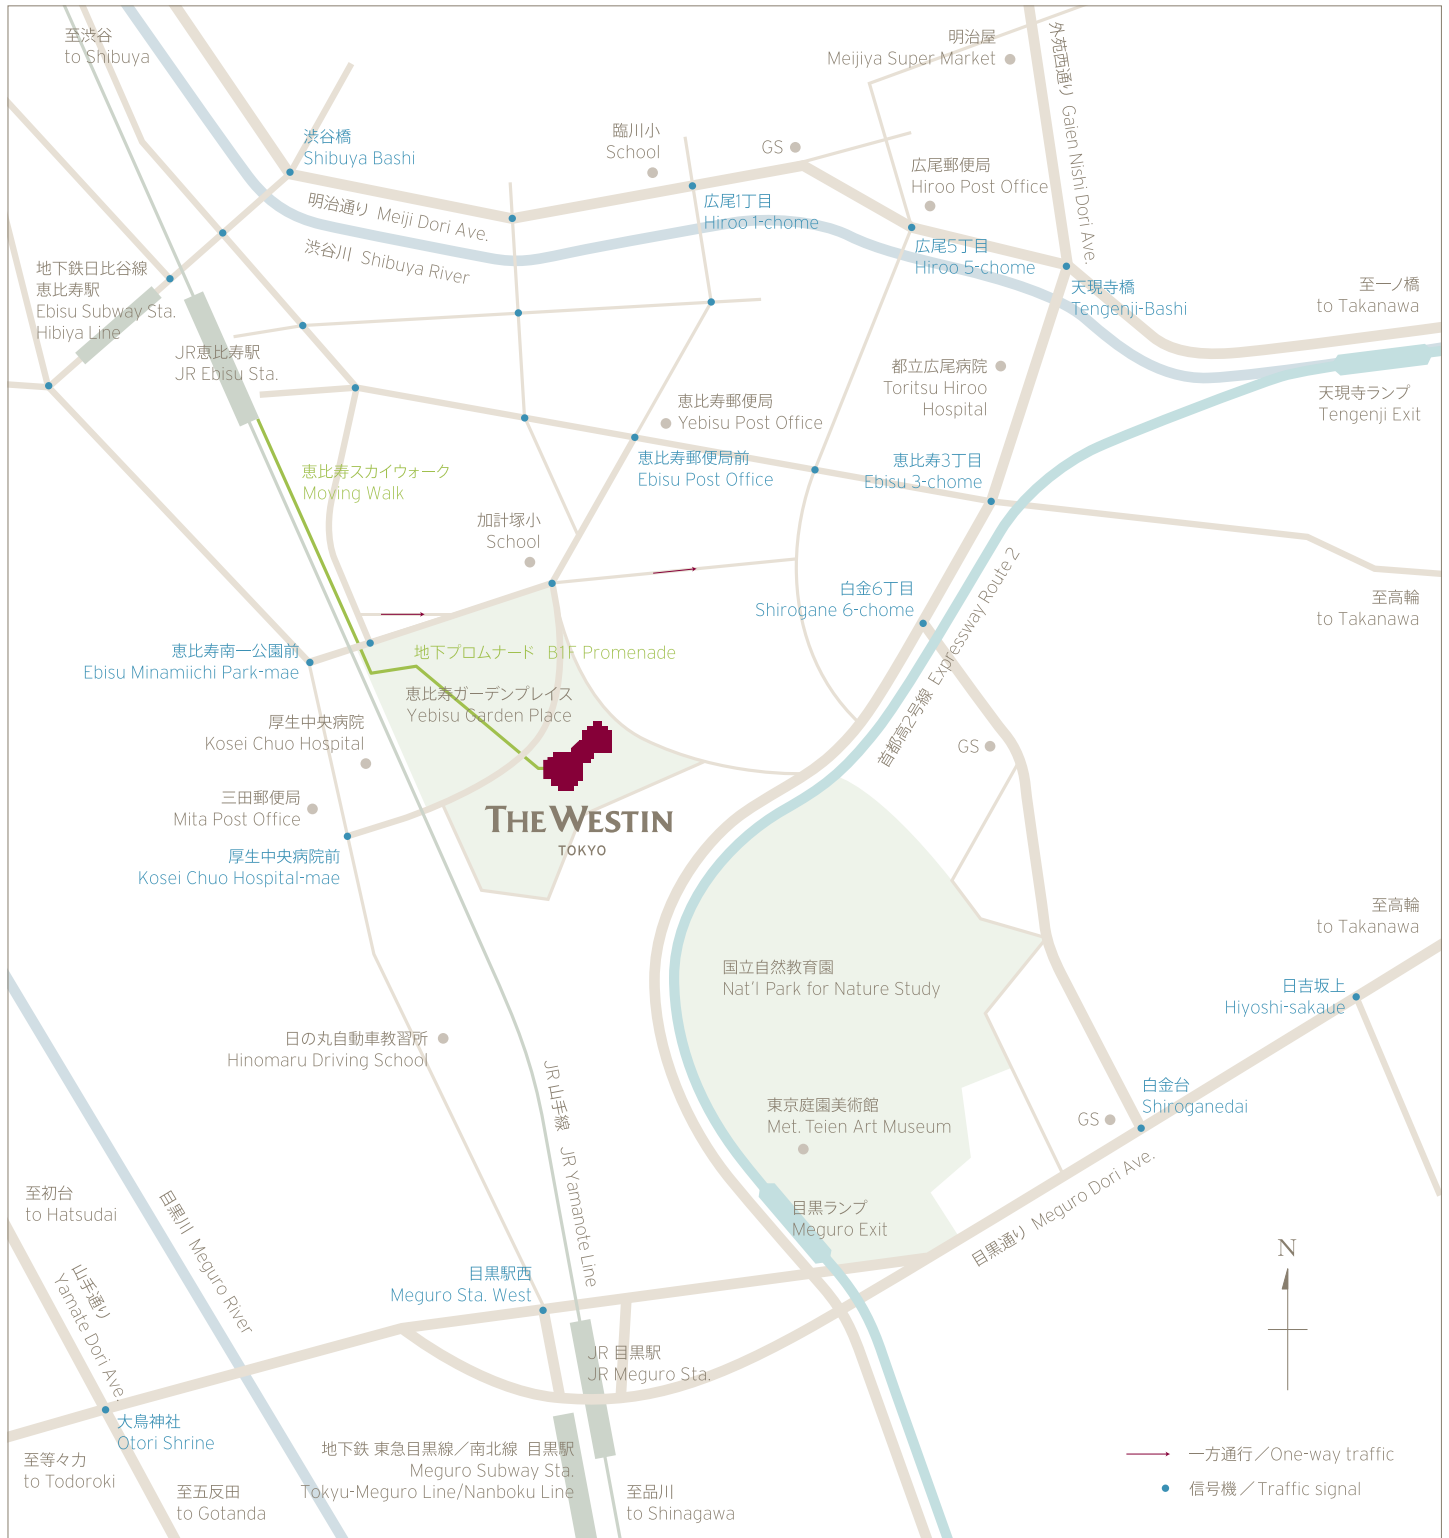 至渋谷
to Shibuya
明治屋
Meijiya Super Market
外苑西通り Gaien Nishi Dori Ave.
渋谷橋
Shibuya Bashi
臨川小
School
GS
広尾郵便局
Hiroo Post Office
明治通り Meiji Dori Ave.
広尾1丁目
Hiroo 1-chome
渋谷川 Shibuya River
広尾5丁目
Hiroo 5-chome
地下鉄日比谷線
恵比寿駅
Ebisu Subway Sta.
Hibiya Line
天現寺橋
Tengenji-Bashi
至一ノ橋
to Takanawa
JR恵比寿駅
JR Ebisu Sta.
都立広尾病院
Toritsu Hiroo
Hospital
天現寺ランプ
Tengenji Exit
恵比寿郵便局
Yebisu Post Office
恵比寿スカイウォーク
Moving Walk
恵比寿郵便局前
Ebisu Post Office
恵比寿3丁目
Ebisu 3-chome
加計塚小
School
白金6丁目
Shirogane 6-chome
首都高2号線 Expressway Route 2
至高輪
to Takanawa
恵比寿南一公園前
Ebisu Minamiichi Park-mae
地下プロムナード B1F Promenade
恵比寿ガーデンプレイス
Yebisu Garden Place
厚生中央病院
Kosei Chuo Hospital
GS
三田郵便局
Mita Post Office
THE WESTIN
TOKYO
厚生中央病院前
Kosei Chuo Hospital-mae
至高輪
to Takanawa
国立自然教育園
Nat'l Park for Nature Study
日吉坂上
Hiyoshi-sakaue
日の丸自動車教習所
Hinomaru Driving School
JR 山手線 JR Yamanote Line
白金台
Shiroganedai
東京庭園美術館
Met. Teien Art Museum
GS
至初台
to Hatsudai
目黒川 Meguro River
目黒ランプ
Meguro Exit
目黒通り Meguro Dori Ave.
N
山手通り
Yamate Dori Ave.
目黒駅西
Meguro Sta. West
JR 目黒駅
JR Meguro Sta.
大鳥神社
Otori Shrine
至等々力
to Todoroki
至五反田
to Gotanda
地下鉄 東急目黒線／南北線 目黒駅
Meguro Subway Sta.
Tokyu-Meguro Line/Nanboku Line
至品川
to Shinagawa
一方通行／One-way traffic
信号機／Traffic signal